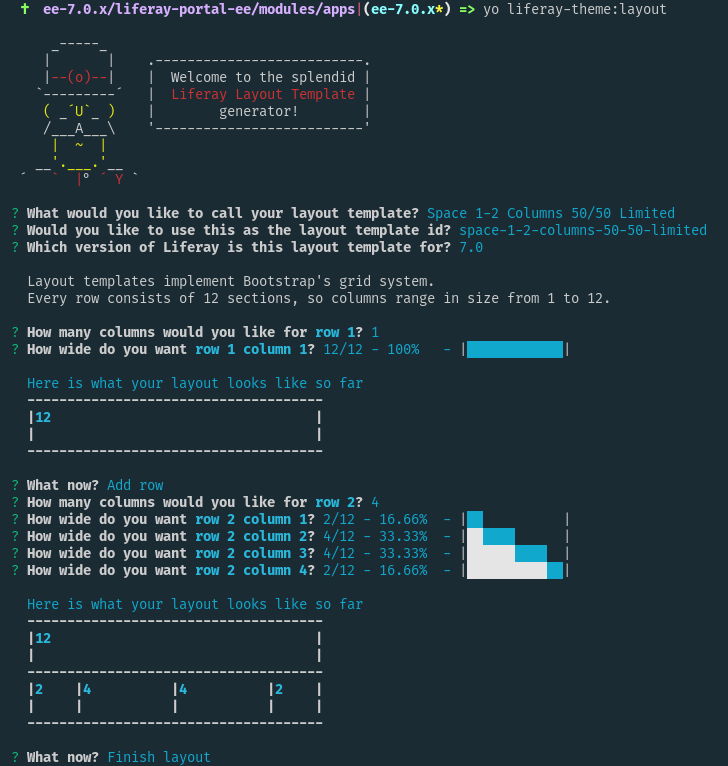 ✝ ee-7.0.x/liferay-portal-ee/modules/apps|(ee-7.0.x*) => yo liferay-theme:layout
     _-----_
    |       |    .--------------------------.
    |--(o)--|    |  Welcome to the splendid |
   `---------´   |  Liferay Layout Template |
    ( _´U`_ )    |        generator!        |
    /___A___\    '--------------------------'
     |  ~  |
   __'.___.'__
 ´   `  |° ´ Y `
? What would you like to call your layout template? Space 1-2 Columns 50/50 Limited
? Would you like to use this as the layout template id? space-1-2-columns-50-50-limited
? Which version of Liferay is this layout template for? 7.0
  Layout templates implement Bootstrap's grid system.
  Every row consists of 12 sections, so columns range in size from 1 to 12.
? How many columns would you like for row 1? 1
? How wide do you want row 1 column 1? 12/12 - 100%   - |            |
  Here is what your layout looks like so far
  -------------------------------------
  |12                                 |
  |                                   |
  -------------------------------------
? What now? Add row
? How many columns would you like for row 2? 4
? How wide do you want row 2 column 1? 2/12 - 16.66%  - |            |
? How wide do you want row 2 column 2? 4/12 - 33.33%  - |            |
? How wide do you want row 2 column 3? 4/12 - 33.33%  - |            |
? How wide do you want row 2 column 4? 2/12 - 16.66%  - |            |
  Here is what your layout looks like so far
  -------------------------------------
  |12                                 |
  |                                   |
  -------------------------------------
  |2    |4          |4          |2    |
  |     |           |           |     |
  -------------------------------------
? What now? Finish layout